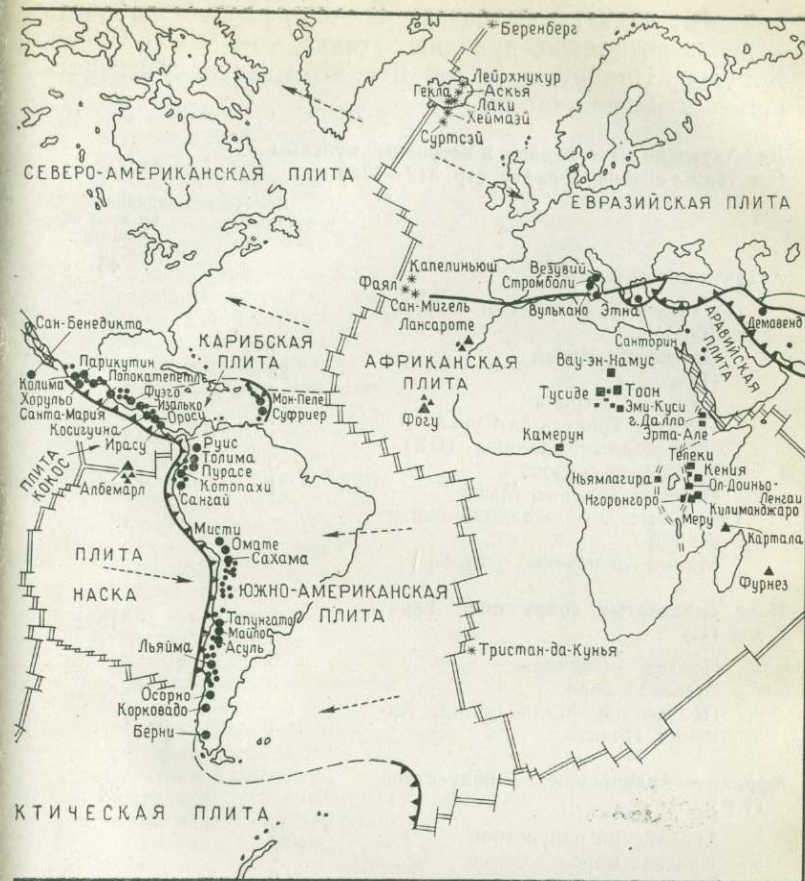 Беренберг
Лейрхнукур
Гекла
Аскья
Лаки
Хеймаэй
Суртсэй
СЕВЕРО-АМЕРИКАНСКАЯ ПЛИТА
ЕВРАЗИЙСКАЯ ПЛИТА
Капелиньюш
Фаял
Сан-Мигель
Лансароте
Везувий
Стромболи
Вулькано
Этна
Санторин
Демавенд
АРАВИЙСКАЯ
ПЛИТА
Сан-Бенедикто
КАРИБСКАЯ
ПЛИТА
АФРИКАНСКАЯ
ПЛИТА
Парикутин
Попокатепетль
Фуэго
Изалько
Оросу
Колима
Хорульо
Санта-Мария
Косигуина
Ирасу
Мон-Пеле
Суфриер
Фогу
Вау-эн-Намус
Тусиде
Тоон
Эми-Куси
г. Далло
Эрта-Але
Камерун
Телеки
Кения
Ол-Доиньо-
Ленгаи
Ньямлагира
Нгоронгоро
Килиманджаро
Меру
Картала
Фурнез
ПЛИТА
КОКОС
Албемарл
Руис
Толима
Пурасе
Котопахи
Сангай
Мисти
Омате
Сахама
ПЛИТА
НАСКА
ЮЖНО-АМЕРИКАНСКАЯ
ПЛИТА
Тапунгато
Майпо
Асуль
Льяйма
Тристан-да-Кунья
Осорно
Корковадо
Берни
КТИЧЕСКАЯ ПЛИТА